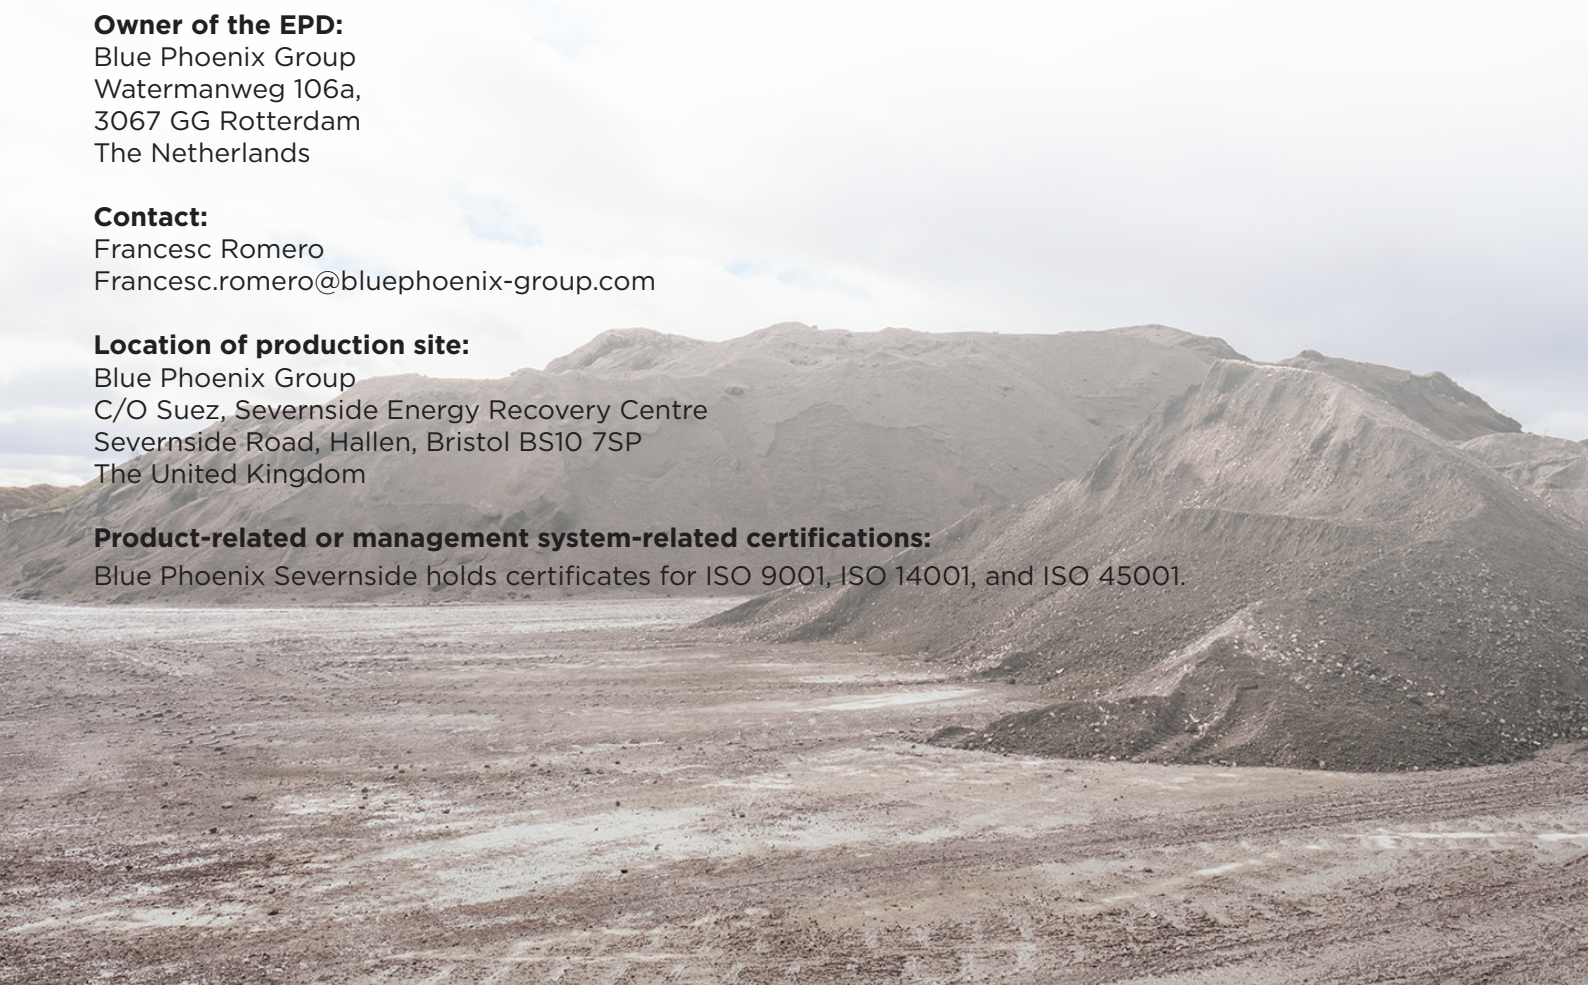 Owner of the EPD:
Blue Phoenix Group
Watermanweg 106a,
3067 GG Rotterdam
The Netherlands
Contact:
Francesc Romero
Francesc.romero@bluephoenix-group.com
Location of production site:
Blue Phoenix Group
C/O Suez, Severnside Energy Recovery Centre
Severnside Road, Hallen, Bristol BS10 7SP
The United Kingdom
Product-related or management system-related certifications:
Blue Phoenix Severnside holds certificates for ISO 9001, ISO 14001, and ISO 45001.